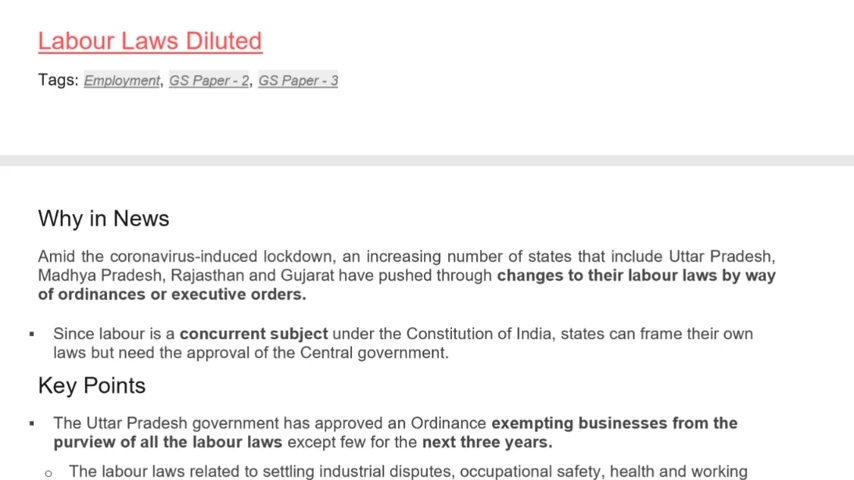 Labour Laws Diluted
Tags: Employment, GS Paper - 2, GS Paper - 3
Why in News
Amid the coronavirus-induced lockdown, an increasing number of states that include Uttar Pradesh,
Madhya Pradesh, Rajasthan and Gujarat have pushed through changes to their labour laws by way
of ordinances or executive orders.
▪ Since labour is a concurrent subject under the Constitution of India, states can frame their own
laws but need the approval of the Central government.
Key Points
▪ The Uttar Pradesh government has approved an Ordinance exempting businesses from the
purview of all the labour laws except few for the next three years.
o The labour laws related to settling industrial disputes, occupational safety, health and working